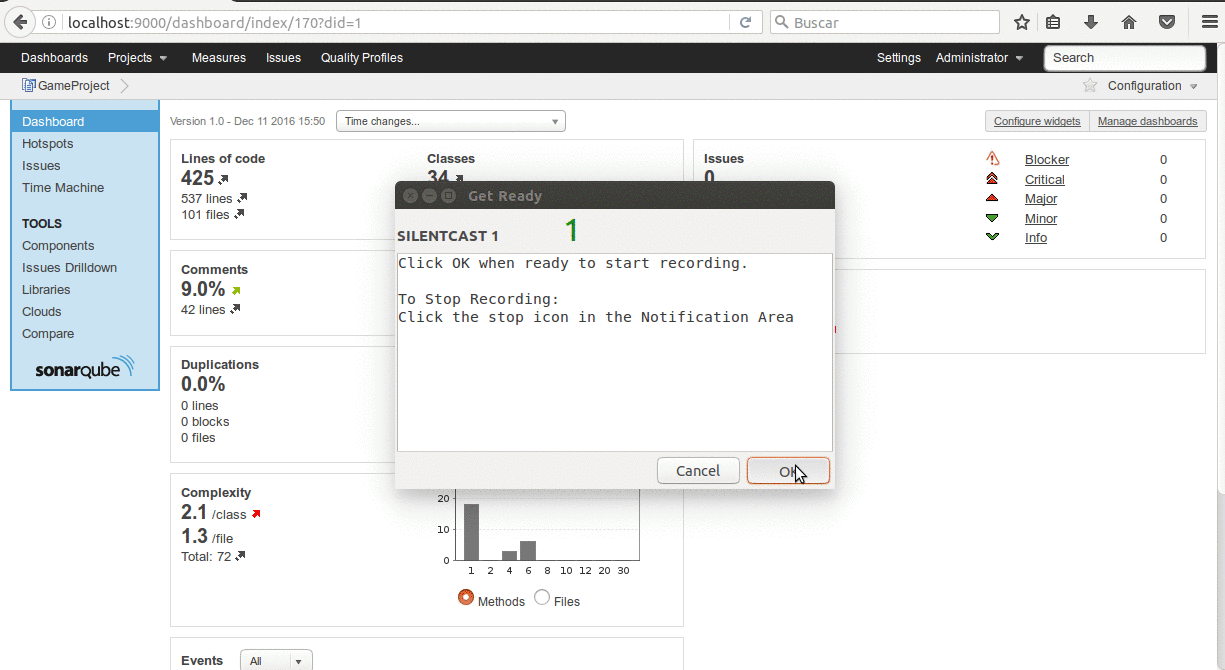 localhost:9000/dashboard/index/170?did=1
Buscar
Dashboards Projects Measures Issues Quality Profiles Settings Administrator Search
GameProject Configuration
Dashboard
Hotspots
Issues
Time Machine
TOOLS
Components
Issues Drilldown
Libraries
Clouds
Compare
sonarqube
Version 1.0 - Dec 11 2016 15:50 Time changes... Configure widgets Manage dashboards
Lines of code
425
537 lines
101 files
Classes
34
Comments
9.0%
42 lines
Duplications
0.0%
0 lines
0 blocks
0 files
Complexity
2.1 /class
1.3 /file
Total: 72
20
10
0
1 2 4 6 8 10 12 20 30
Methods Files
Events All
Issues
0
Blocker 0
Critical 0
Major 0
Minor 0
Info 0
Get Ready
SILENTCAST 1 1
Click OK when ready to start recording.
To Stop Recording:
Click the stop icon in the Notification Area
Cancel OK